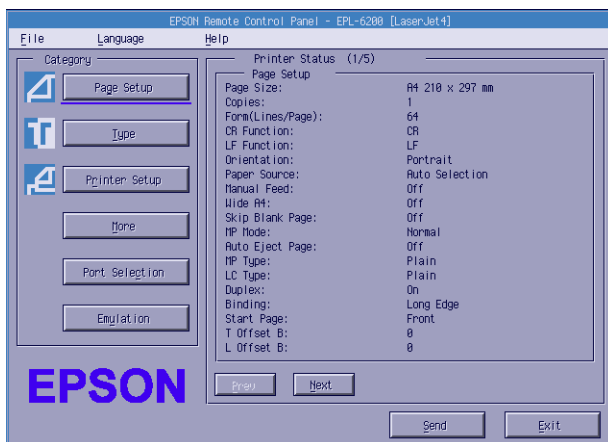 EPSON Remote Control Panel - EPL-6200 [LaserJet4]
File Language Help
Category
Page Setup
Type
Printer Setup
More
Port Selection
Emulation
EPSON
Printer Status (1/5)
Page Setup
Page Size: A4 210 x 297 mm
Copies: 1
Form(Lines/Page): 64
CR Function: CR
LF Function: LF
Orientation: Portrait
Paper Source: Auto Selection
Manual Feed: Off
Wide A4: Off
Skip Blank Page: Off
MP Mode: Normal
Auto Eject Page: Off
MP Type: Plain
LC Type: Plain
Duplex: On
Binding: Long Edge
Start Page: Front
T Offset B: 0
L Offset B: 0
Prev Next
Send Exit